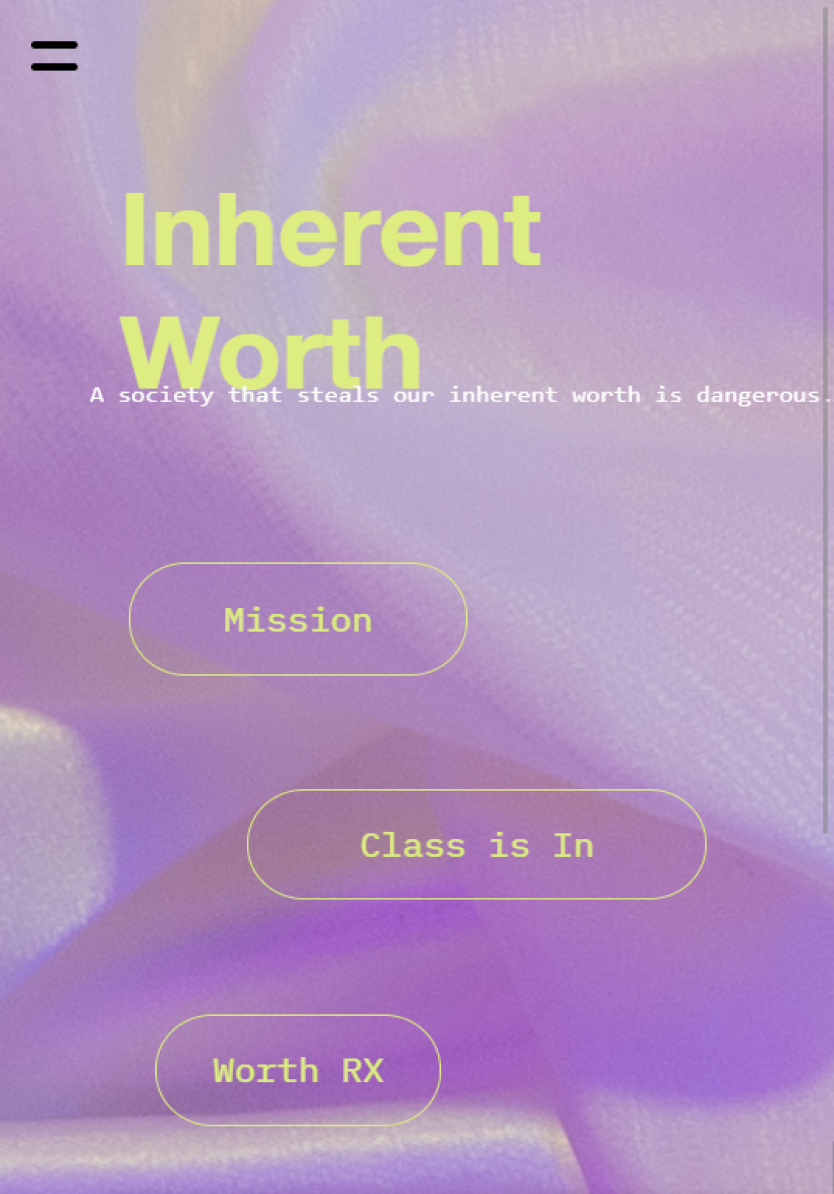 Inherent
Worth
A society that steals our inherent worth is dangerous.
Mission
Class is In
Worth RX